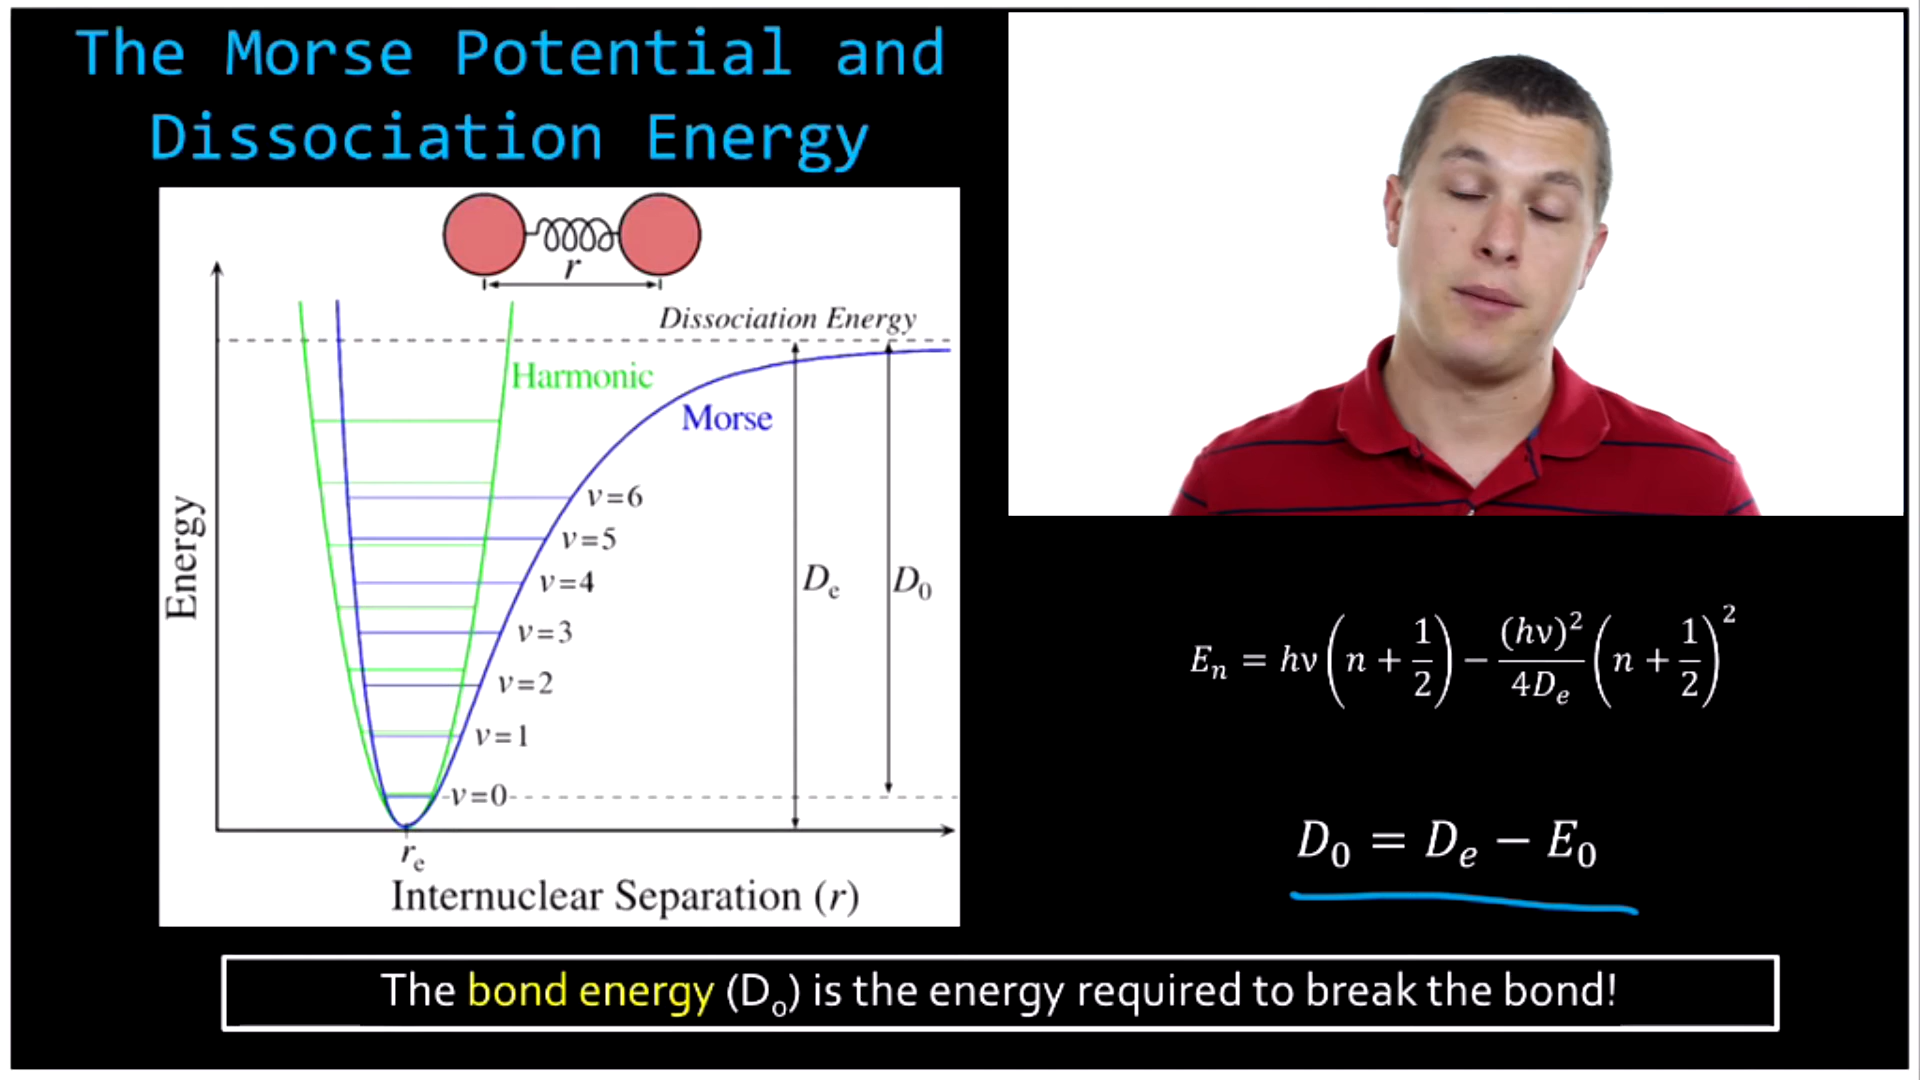 The Morse Potential and
Dissociation Energy
r
Dissociation Energy
Harmonic
Morse
v=6
v=5
v=4
v=3
v=2
v=1
v=0
Dₑ
D₀
Energy
rₑ
Internuclear Separation (r)
Eₙ = hν(n + 1/2) − (hν)²/4Dₑ (n + 1/2)²
D₀ = Dₑ − E₀
The bond energy (Dₒ) is the energy required to break the bond!